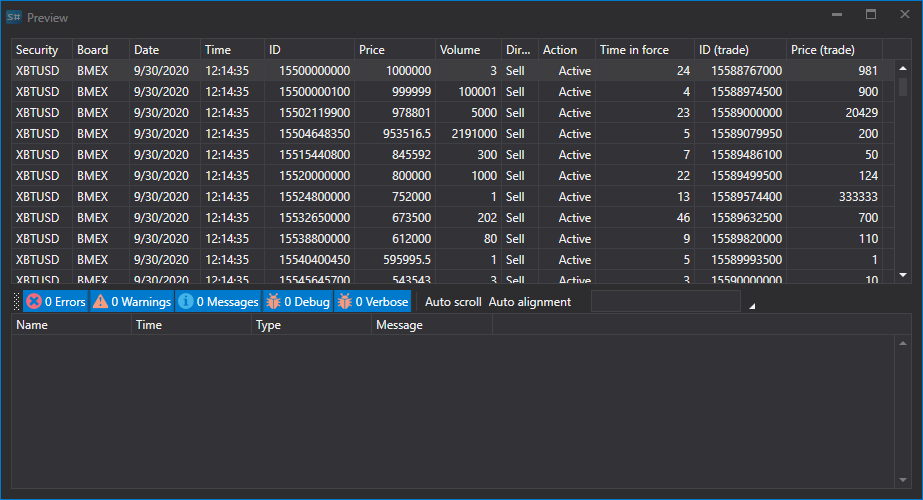 S# Preview
Security Board Date Time ID Price Volume Dir... Action Time in force ID (trade) Price (trade)
XBTUSD BMEX 9/30/2020 12:14:35 15500000000 1000000 3 Sell Active 24 15588767000 981
XBTUSD BMEX 9/30/2020 12:14:35 15500000100 999999 100001 Sell Active 4 15588974500 900
XBTUSD BMEX 9/30/2020 12:14:35 15502119900 978801 5000 Sell Active 23 15589000000 20429
XBTUSD BMEX 9/30/2020 12:14:35 15504648350 953516.5 2191000 Sell Active 5 15589079950 200
XBTUSD BMEX 9/30/2020 12:14:35 15515440800 845592 300 Sell Active 7 15589486100 50
XBTUSD BMEX 9/30/2020 12:14:35 15520000000 800000 1000 Sell Active 22 15589499500 124
XBTUSD BMEX 9/30/2020 12:14:35 15524800000 752000 1 Sell Active 13 15589574400 333333
XBTUSD BMEX 9/30/2020 12:14:35 15532650000 673500 202 Sell Active 46 15589632500 700
XBTUSD BMEX 9/30/2020 12:14:35 15538800000 612000 80 Sell Active 9 15589820000 110
XBTUSD BMEX 9/30/2020 12:14:35 15540400450 595995.5 1 Sell Active 5 15589993500 1
XBTUSD BMEX 9/30/2020 12:14:35 15545645700 543543 3 Sell Active 3 15590000000 10
0 Errors 0 Warnings 0 Messages 0 Debug 0 Verbose Auto scroll Auto alignment
Name Time Type Message